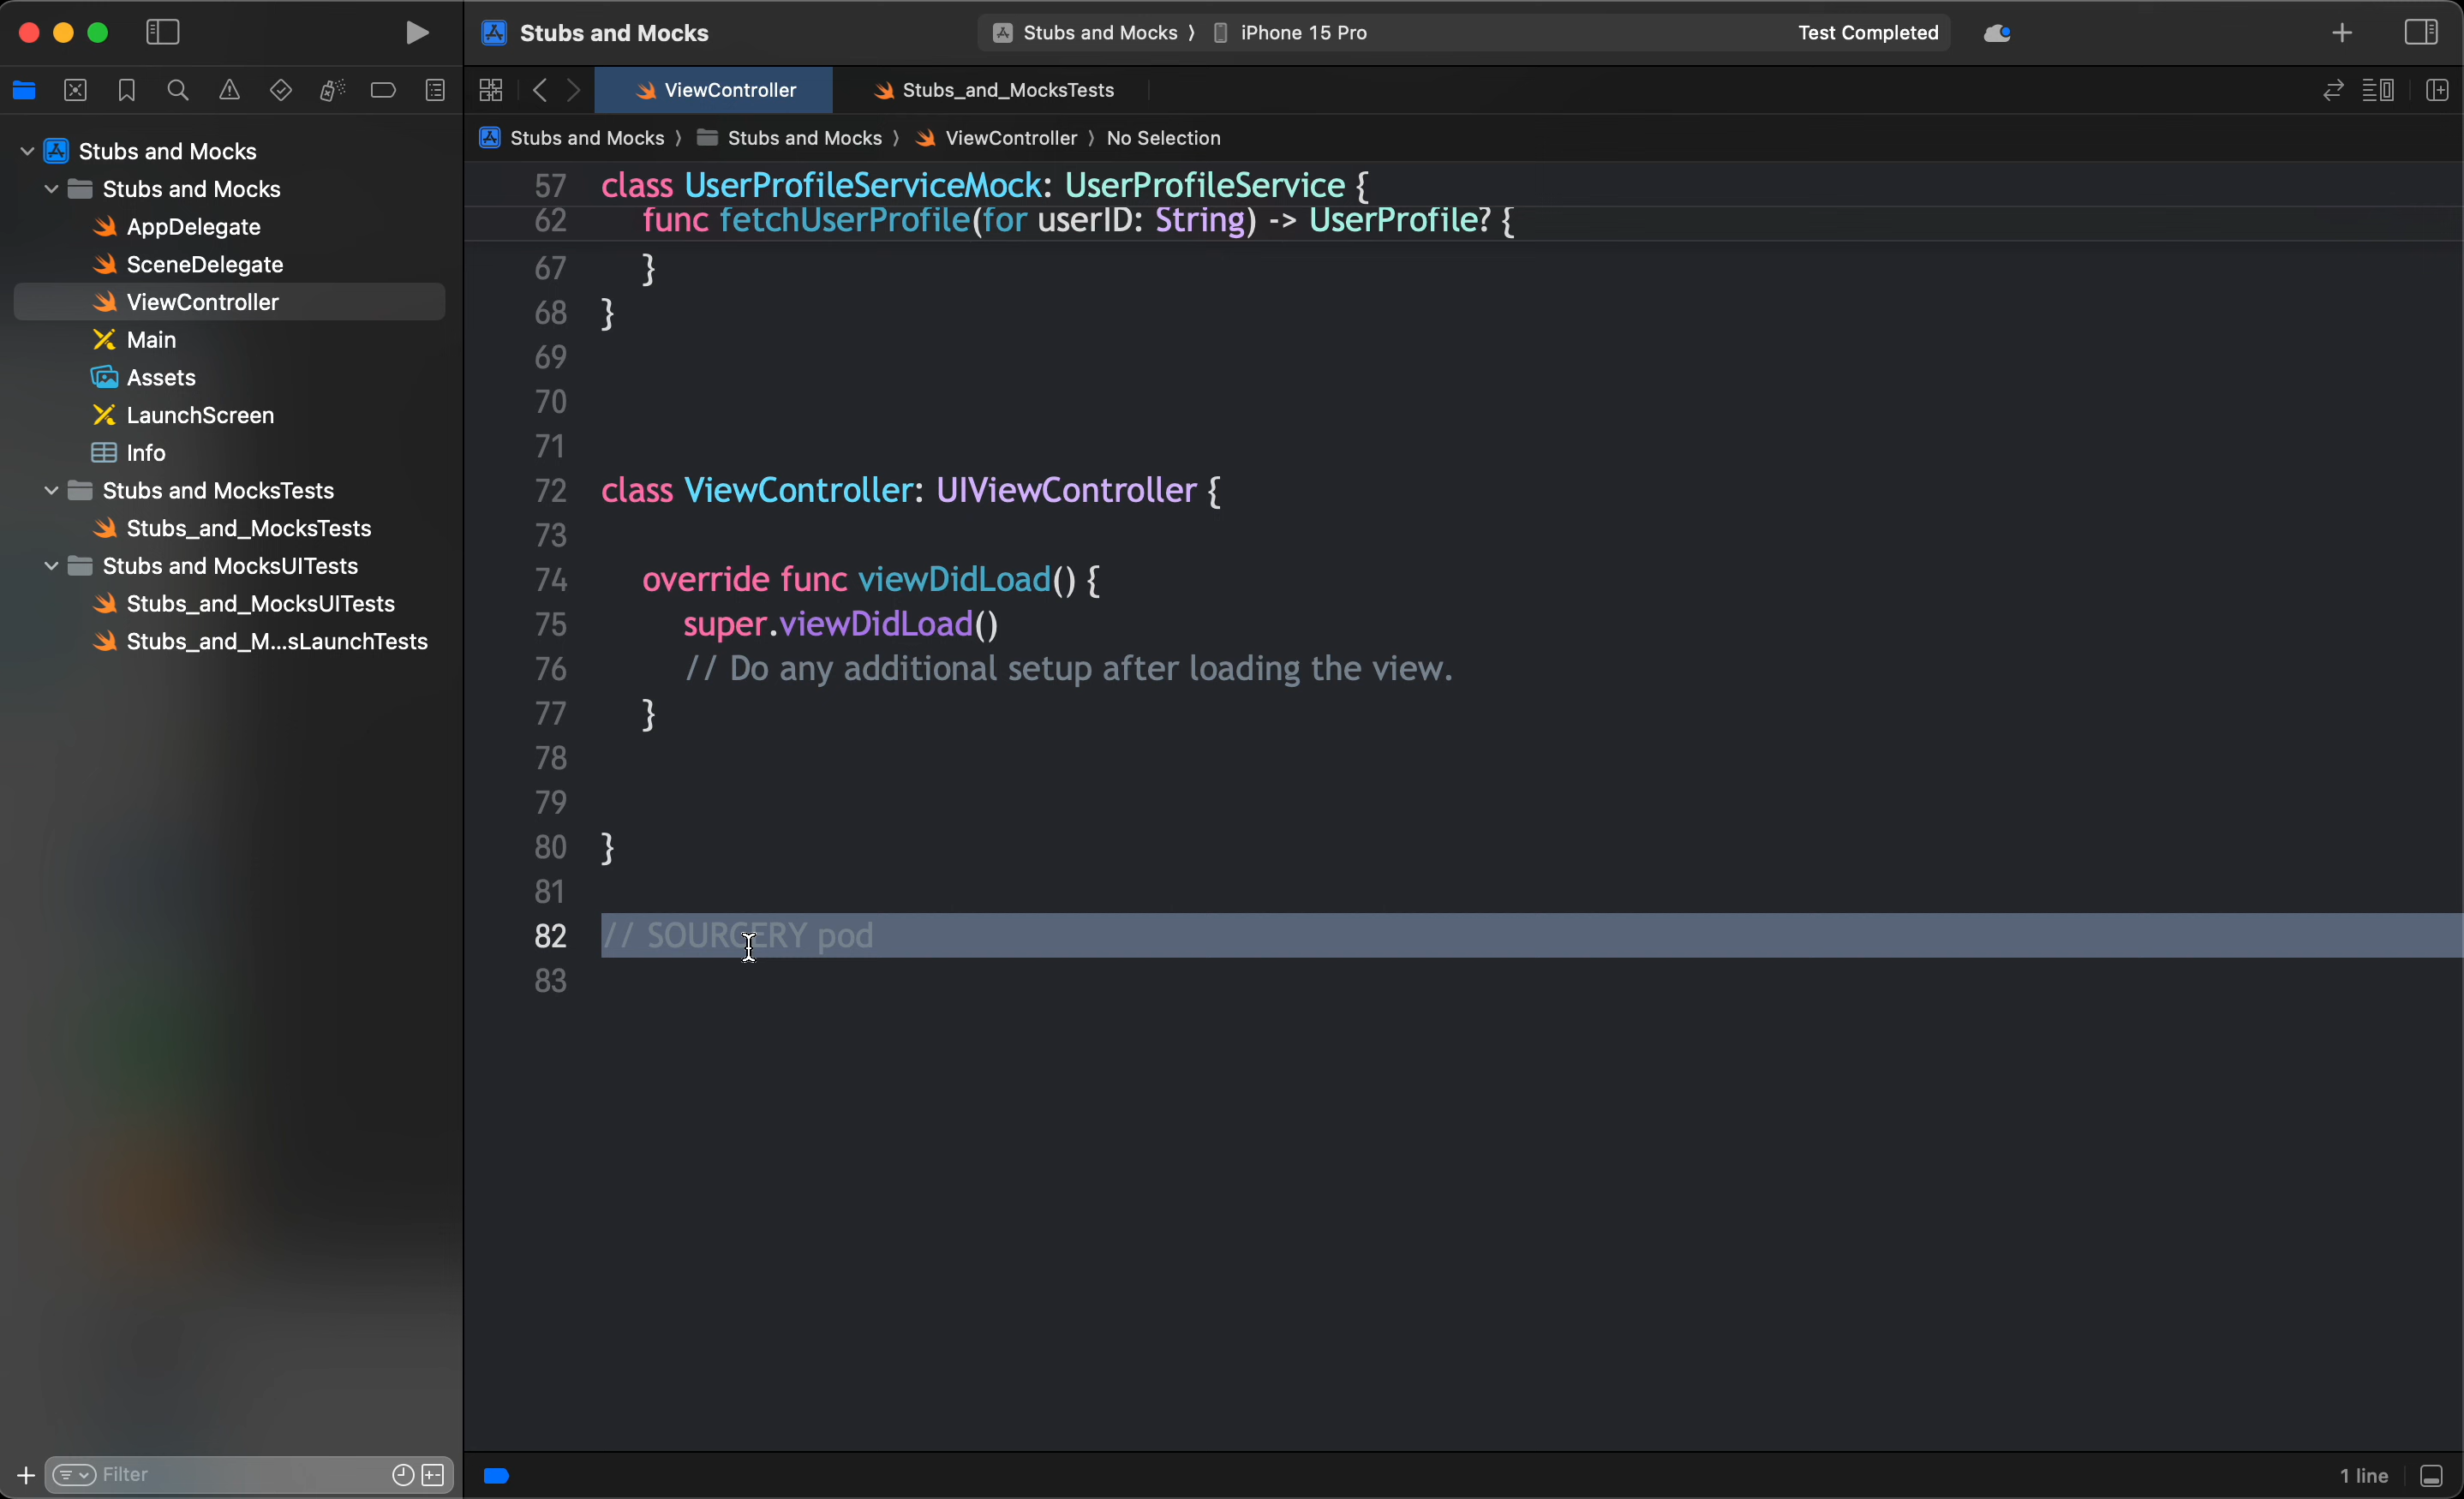 Stubs and Mocks
Stubs and Mocks ⟩ iPhone 15 Pro
Test Completed
ViewController
Stubs_and_MocksTests
Stubs and Mocks ⟩ Stubs and Mocks ⟩ ViewController ⟩ No Selection
Stubs and Mocks
Stubs and Mocks
AppDelegate
SceneDelegate
ViewController
Main
Assets
LaunchScreen
Info
Stubs and MocksTests
Stubs_and_MocksTests
Stubs and MocksUITests
Stubs_and_MocksUITests
Stubs_and_M...sLaunchTests
Filter
57 class UserProfileServiceMock: UserProfileService {
62 func fetchUserProfile(for userID: String) -> UserProfile? {
67 }
68 }
69
70
71
72 class ViewController: UIViewController {
73
74 override func viewDidLoad() {
75 super.viewDidLoad()
76 // Do any additional setup after loading the view.
77 }
78
79
80 }
81
82 // SOURGERY pod
83
1 line